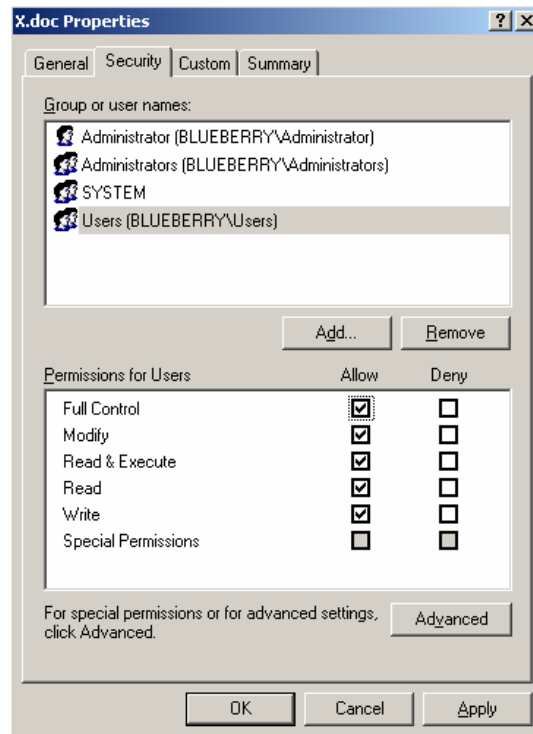 X.doc Properties
General Security Custom Summary
Group or user names:
Administrator (BLUEBERRY\Administrator)
Administrators (BLUEBERRY\Administrators)
SYSTEM
Users (BLUEBERRY\Users)
Add... Remove
Permissions for Users Allow Deny
Full Control
Modify
Read & Execute
Read
Write
Special Permissions
For special permissions or for advanced settings,
click Advanced.
Advanced
OK Cancel Apply